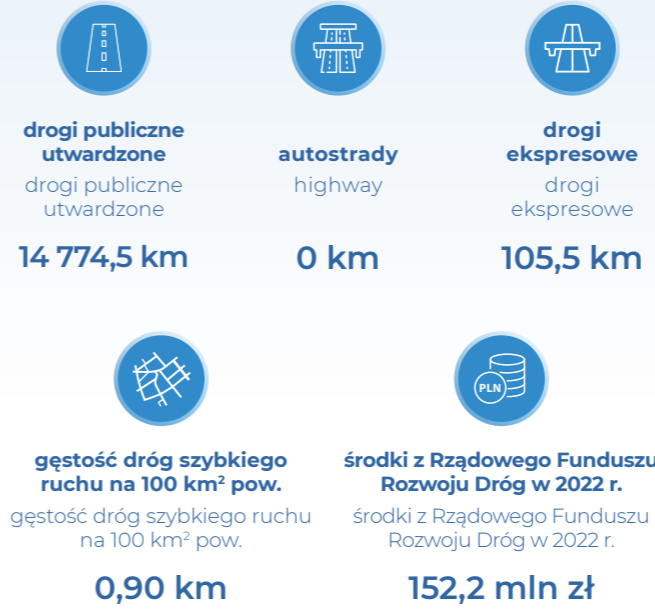 drogi publiczne
utwardzone
drogi publiczne
utwardzone
14 774,5 km
autostrady
highway
0 km
drogi
ekspresowe
drogi
ekspresowe
105,5 km
gęstość dróg szybkiego
ruchu na 100 km² pow.
gęstość dróg szybkiego ruchu
na 100 km² pow.
0,90 km
PLN
środki z Rządowego Funduszu
Rozwoju Dróg w 2022 r.
środki z Rządowego Funduszu
Rozwoju Dróg w 2022 r.
152,2 mln zł